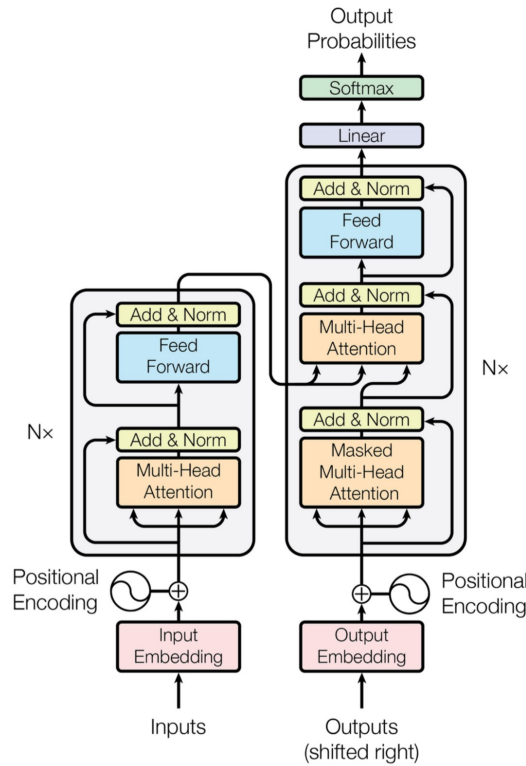 Output
Probabilities
Softmax
Linear
Add & Norm
Feed
Forward
Add & Norm
Multi-Head
Attention
Add & Norm
Masked
Multi-Head
Attention
N×
Add & Norm
Feed
Forward
Add & Norm
Multi-Head
Attention
N×
Positional
Encoding
Positional
Encoding
Input
Embedding
Output
Embedding
Inputs
Outputs
(shifted right)